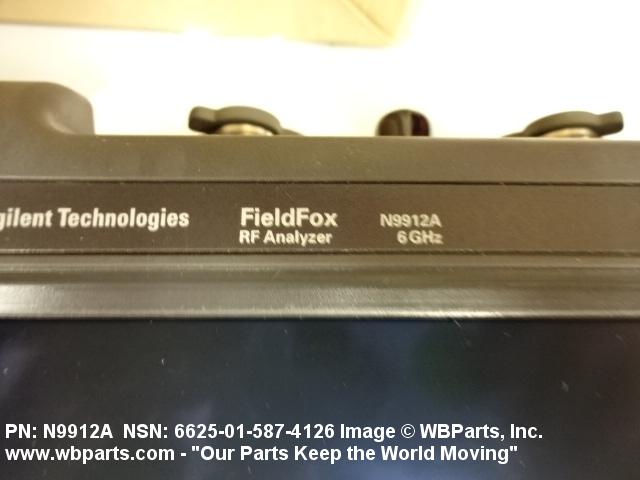 gilent Technologies FieldFox N9912A
RF Analyzer 6 GHz
PN: N9912A NSN: 6625-01-587-4126 Image © WBParts, Inc.
www.wbparts.com - "Our Parts Keep the World Moving"